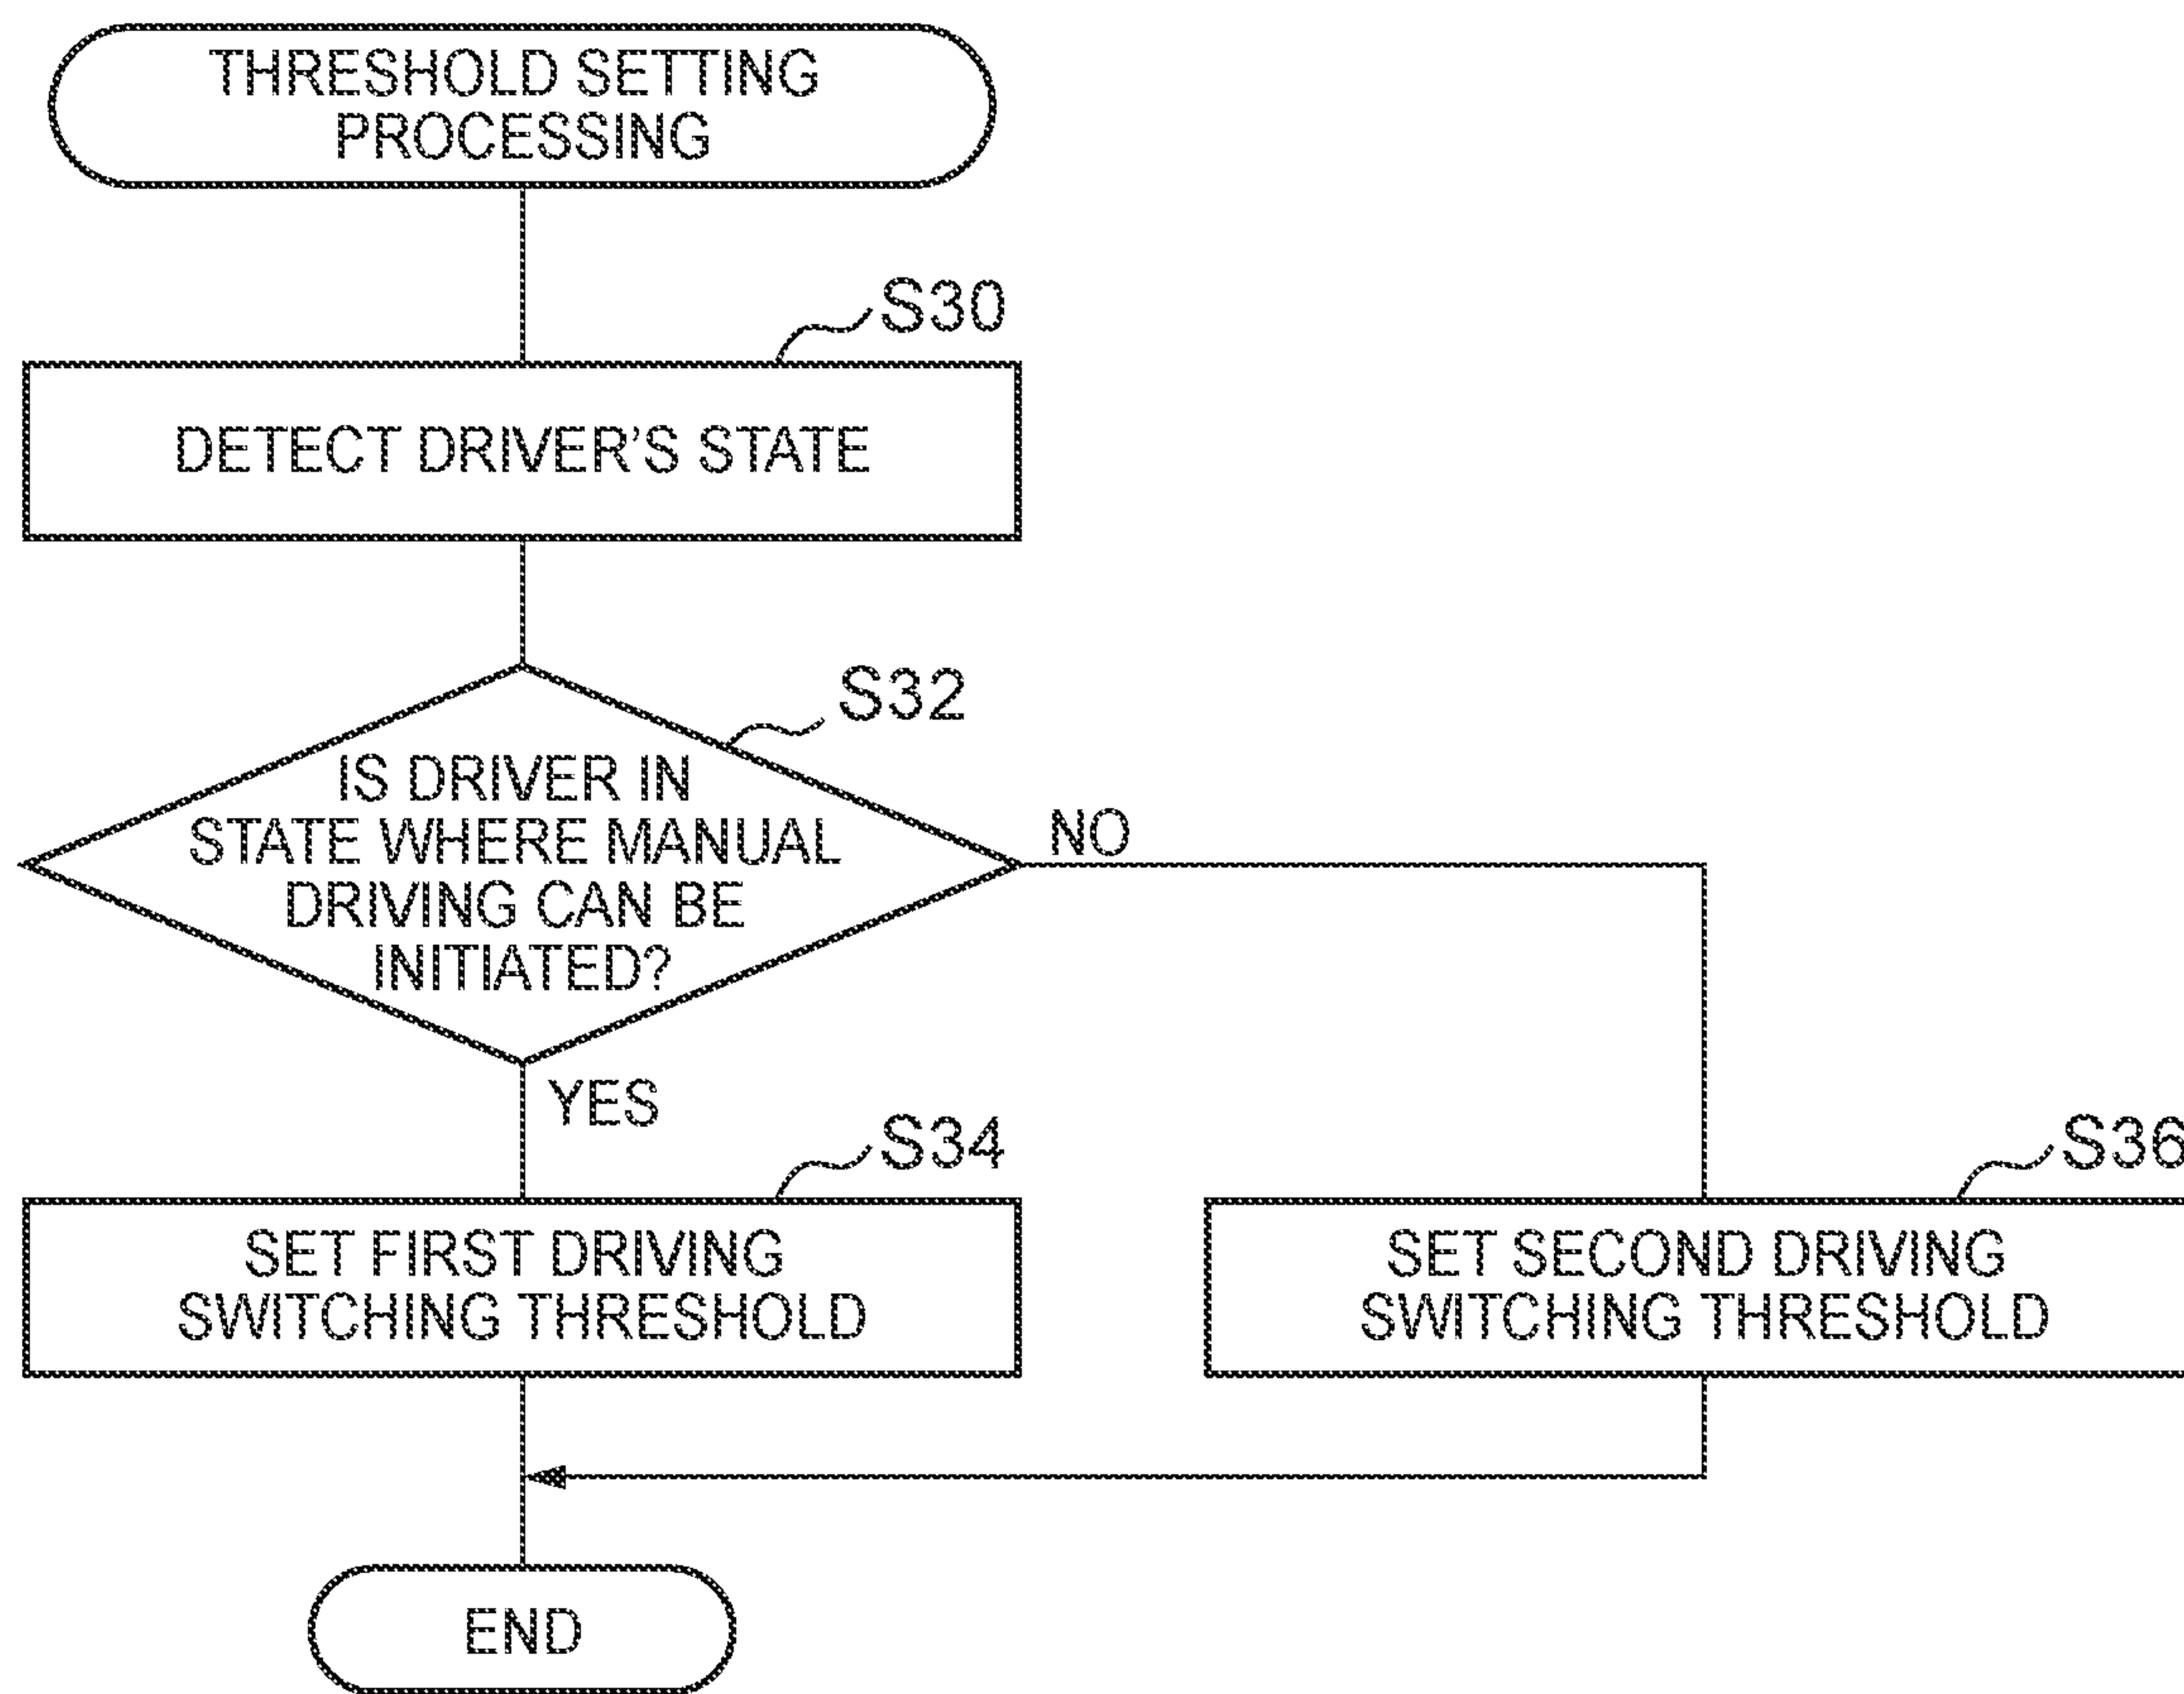 THRESHOLD SETTING
PROCESSING
S30
DETECT DRIVER'S STATE
S32
IS DRIVER IN
STATE WHERE MANUAL
DRIVING CAN BE
INITIATED?
NO
YES
S34
SET FIRST DRIVING
SWITCHING THRESHOLD
S36
SET SECOND DRIVING
SWITCHING THRESHOLD
END